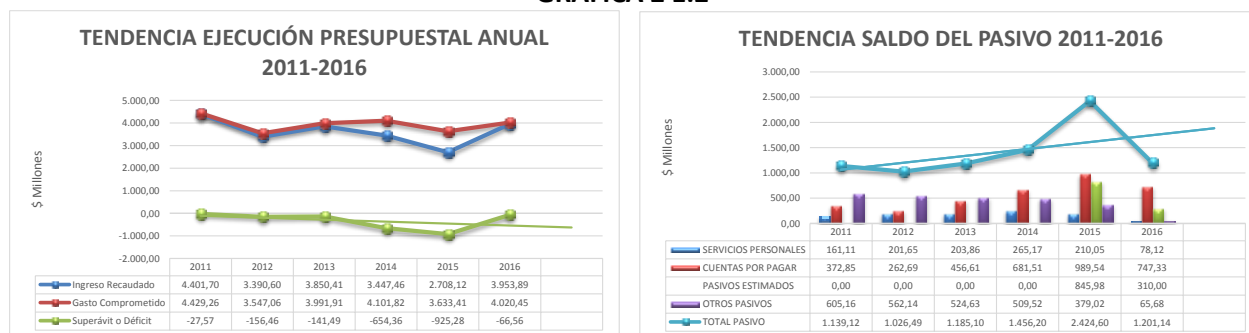 TENDENCIA EJECUCIÓN PRESUPUESTAL ANUAL
2011-2016
$ Millones
5.000,00
4.000,00
3.000,00
2.000,00
1.000,00
0,00
-1.000,00
-2.000,00
2011 2012 2013 2014 2015 2016
Ingreso Recaudado 4.401,70 3.390,60 3.850,41 3.447,46 2.708,12 3.953,89
Gasto Comprometido 4.429,26 3.547,06 3.991,91 4.101,82 3.633,41 4.020,45
Superávit o Déficit -27,57 -156,46 -141,49 -654,36 -925,28 -66,56
TENDENCIA SALDO DEL PASIVO 2011-2016
$ Millones
3.000,00
2.500,00
2.000,00
1.500,00
1.000,00
500,00
0,00
2011 2012 2013 2014 2015 2016
SERVICIOS PERSONALES 161,11 201,65 203,86 265,17 210,05 78,12
CUENTAS POR PAGAR 372,85 262,69 456,61 681,51 989,54 747,33
PASIVOS ESTIMADOS 0,00 0,00 0,00 0,00 845,98 310,00
OTROS PASIVOS 605,16 562,14 524,63 509,52 379,02 65,68
TOTAL PASIVO 1.139,12 1.026,49 1.185,10 1.456,20 2.424,60 1.201,14